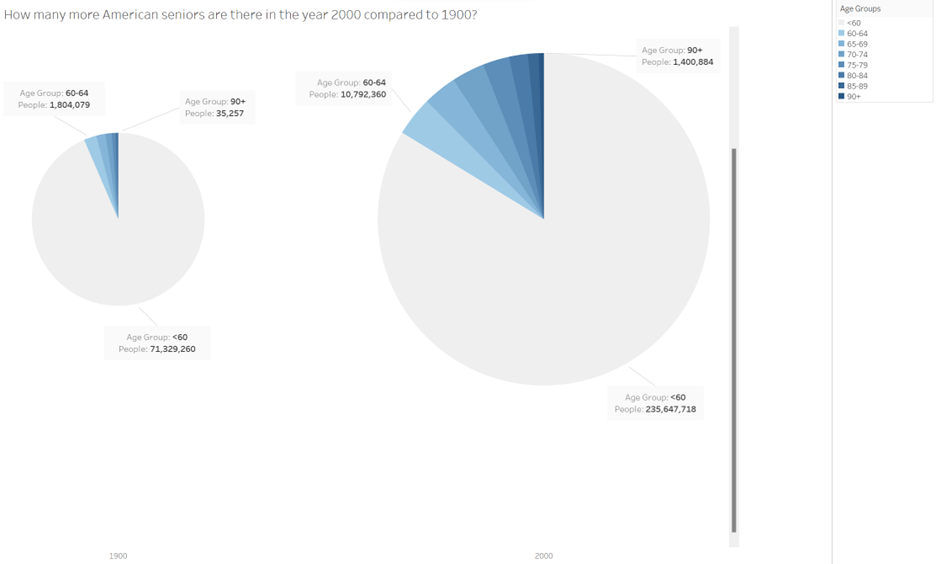 How many more American seniors are there in the year 2000 compared to 1900?
Age Group: 60-64
People: 1,804,079
Age Group: 90+
People: 35,257
Age Group: <60
People: 71,329,260
1900
Age Group: 60-64
People: 10,792,360
Age Group: 90+
People: 1,400,884
Age Group: <60
People: 235,647,718
2000
Age Groups
<60
60-64
65-69
70-74
75-79
80-84
85-89
90+